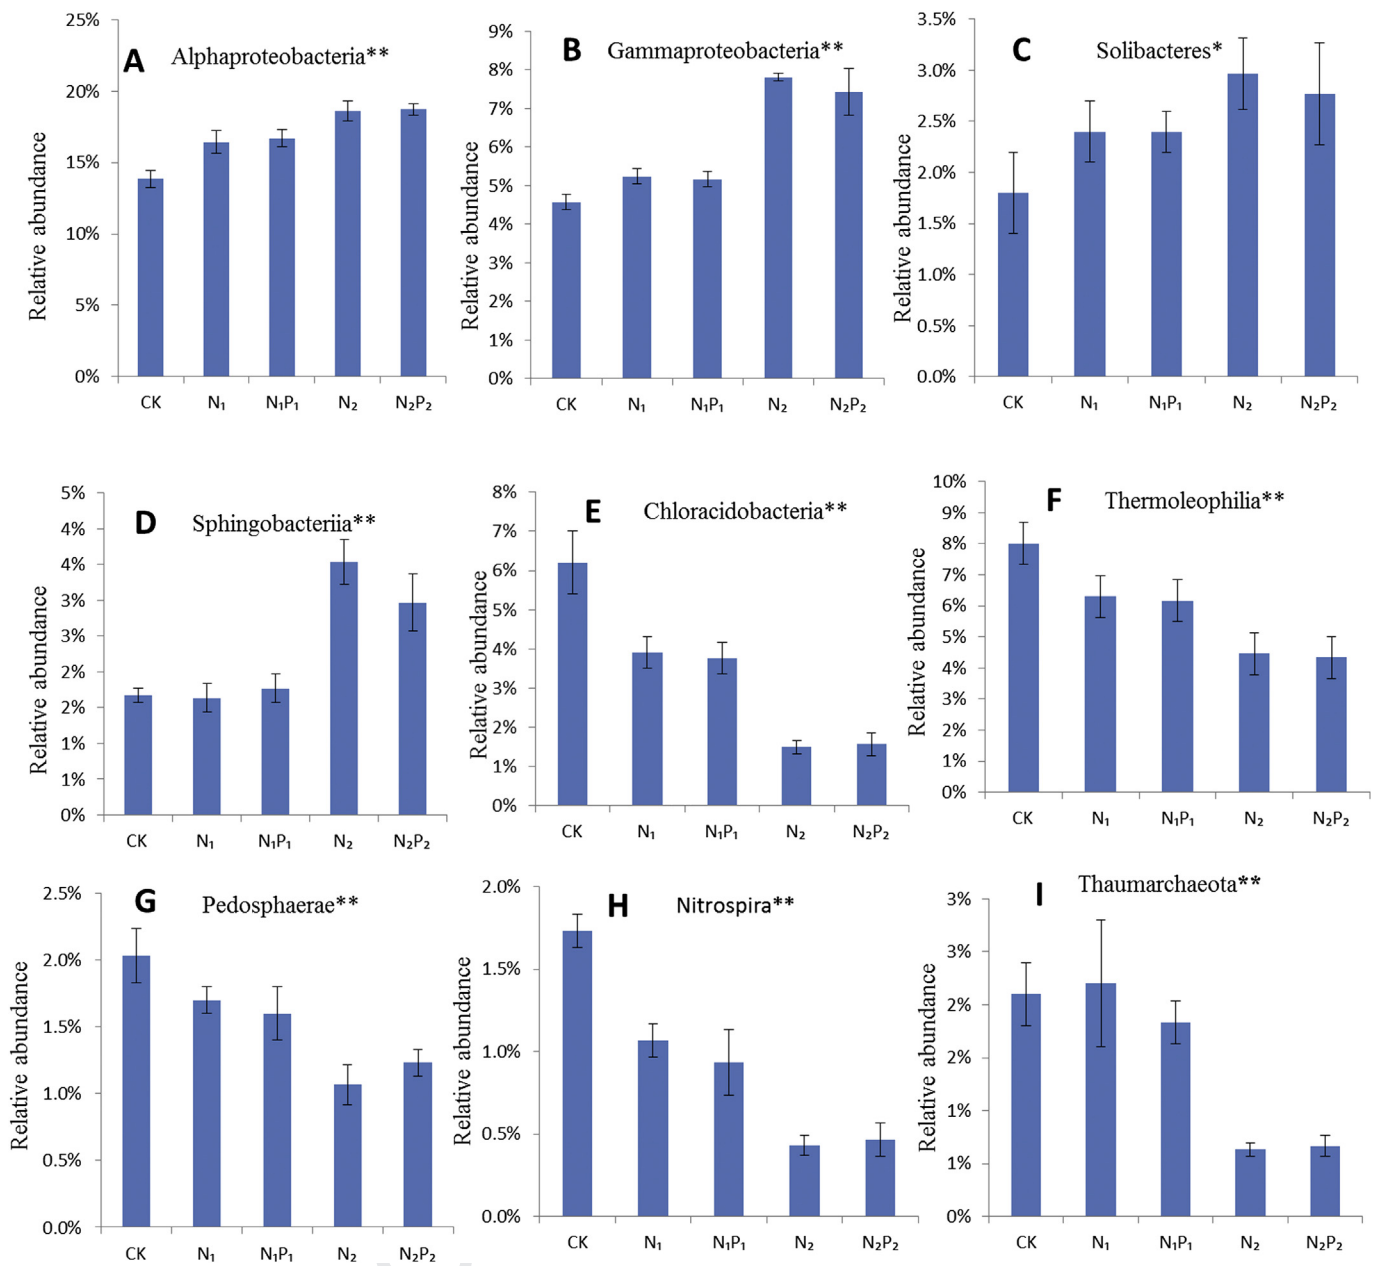 A Alphaproteobacteria**
Relative abundance
25%
20%
15%
10%
5%
0%
CK N₁ N₁P₁ N₂ N₂P₂
B Gammaproteobacteria**
Relative abundance
9%
8%
7%
6%
5%
4%
3%
2%
1%
0%
CK N₁ N₁P₁ N₂ N₂P₂
C Solibacteres*
Relative abundance
3.5%
3.0%
2.5%
2.0%
1.5%
1.0%
0.5%
0.0%
CK N₁ N₁P₁ N₂ N₂P₂
D Sphingobacteriia**
Relative abundance
5%
4%
4%
3%
3%
2%
2%
1%
1%
0%
CK N₁ N₁P₁ N₂ N₂P₂
E Chloracidobacteria**
Relative abundance
8%
7%
6%
5%
4%
3%
2%
1%
0%
CK N₁ N₁P₁ N₂ N₂P₂
F Thermoleophilia**
Relative abundance
10%
9%
8%
7%
6%
5%
4%
3%
2%
1%
0%
CK N₁ N₁P₁ N₂ N₂P₂
G Pedosphaerae**
Relative abundance
2.5%
2.0%
1.5%
1.0%
0.5%
0.0%
CK N₁ N₁P₁ N₂ N₂P₂
H Nitrospira**
Relative abundance
2.0%
1.5%
1.0%
0.5%
0.0%
CK N₁ N₁P₁ N₂ N₂P₂
I Thaumarchaeota**
Relative abundance
3%
3%
2%
2%
1%
1%
0%
CK N₁ N₁P₁ N₂ N₂P₂